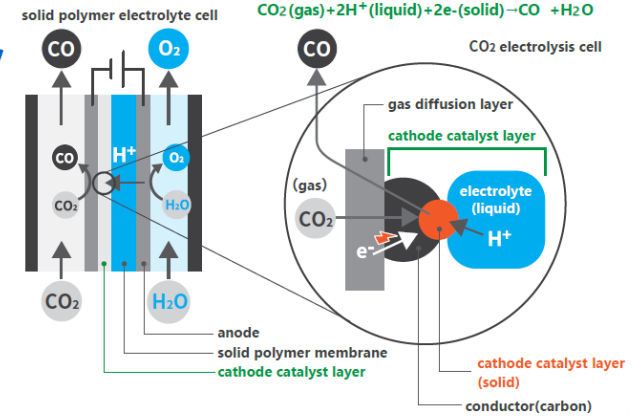 solid polymer electrolyte cell
CO2(gas)+2H+(liquid)+2e-(solid)→CO +H2O
CO2 electrolysis cell
CO
O2
CO
gas diffusion layer
cathode catalyst layer
H+
CO
O2
CO2
H2O
(gas)
CO2
e-
electrolyte
(liquid)
H+
CO2
H2O
anode
solid polymer membrane
cathode catalyst layer
cathode catalyst layer
(solid)
conductor(carbon)